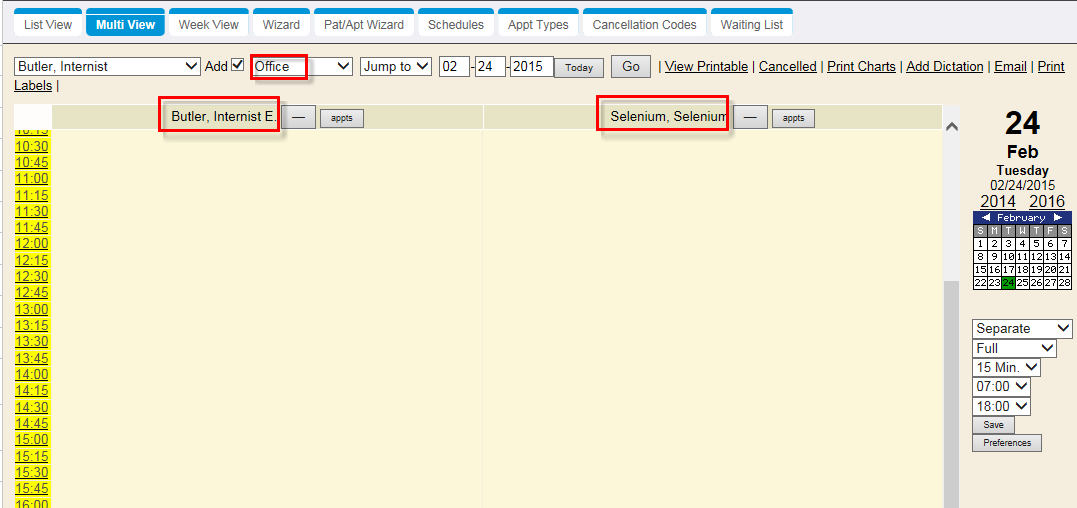 List View Multi View Week View Wizard Pat/Apt Wizard Schedules Appt Types Cancellation Codes Waiting List
Butler, Internist Add Office Jump to 02 - 24 - 2015 Today Go | View Printable | Cancelled | Print Charts | Add Dictation | Email | Print
Labels |
Butler, Internist E. — appts Selenium, Selenium — appts
10:15
10:30
10:45
11:00
11:15
11:30
11:45
12:00
12:15
12:30
12:45
13:00
13:15
13:30
13:45
14:00
14:15
14:30
14:45
15:00
15:15
15:30
15:45
16:00
24
Feb
Tuesday
02/24/2015
2014 2016
February
S M T W T F S
1 2 3 4 5 6 7
8 9 10 11 12 13 14
15 16 17 18 19 20 21
22 23 24 25 26 27 28
Separate
Full
15 Min.
07:00
18:00
Save
Preferences